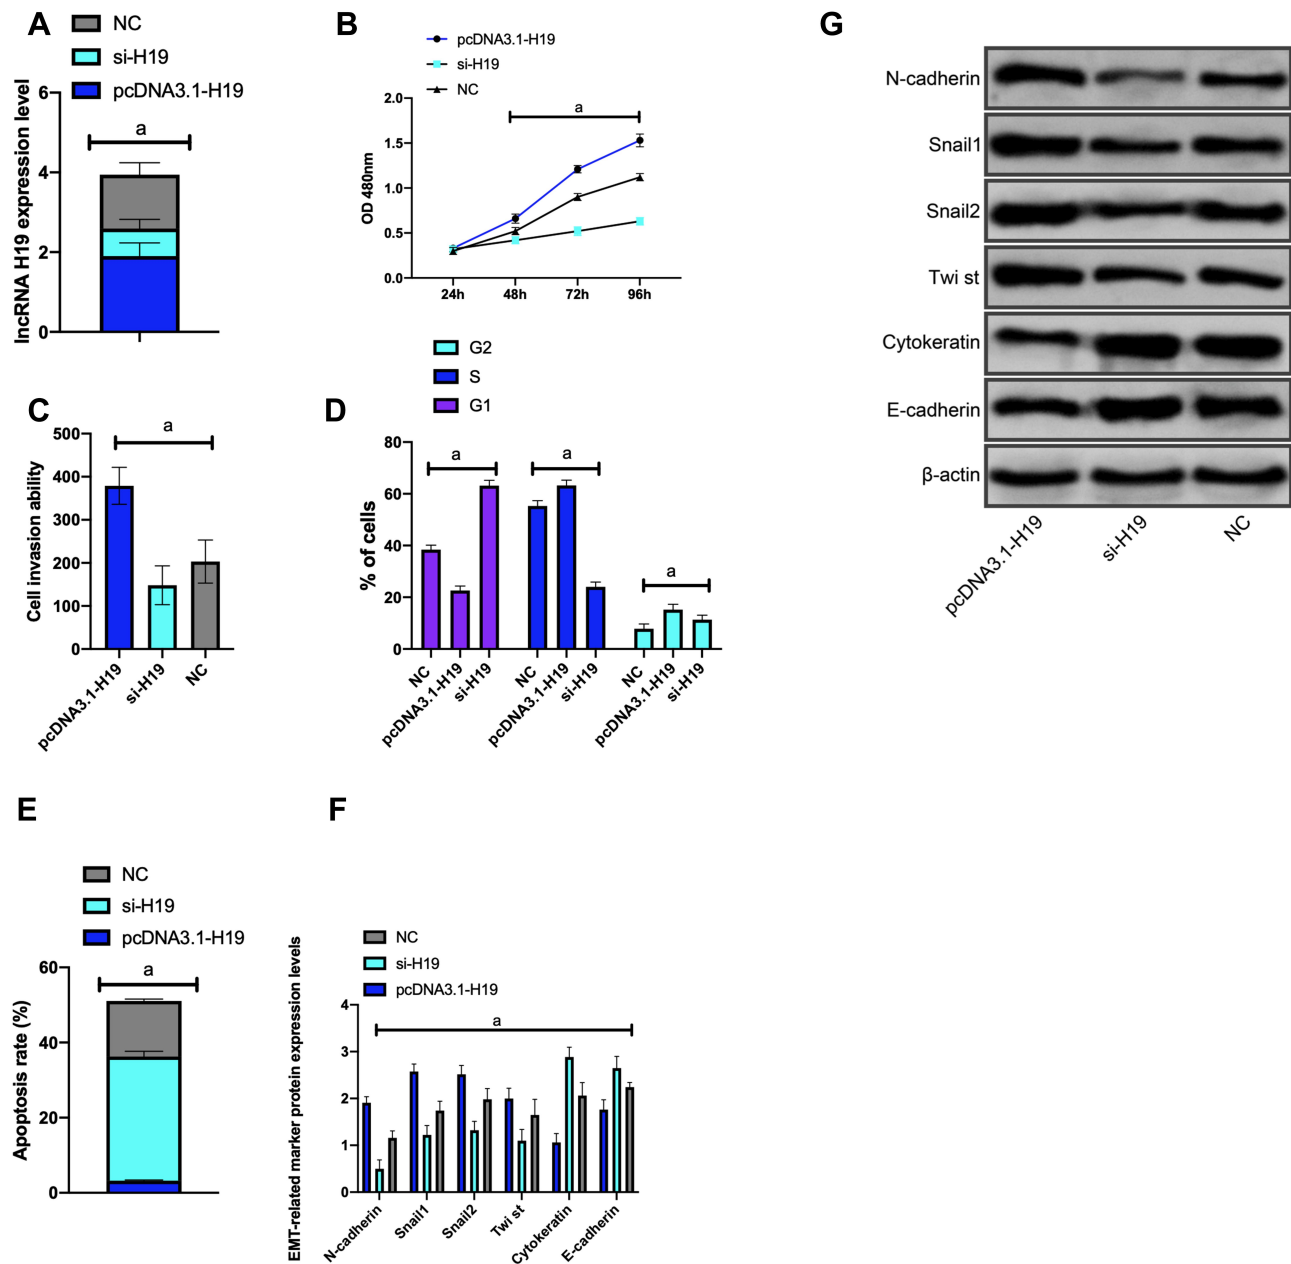 A
NC
si-H19
pcDNA3.1-H19
lncRNA H19 expression level
6
4
2
0
a
B
pcDNA3.1-H19
si-H19
NC
OD 480nm
2.0
1.5
1.0
0.5
0.0
a
24h 48h 72h 96h
C
Cell invasion ability
500
400
300
200
100
0
a
pcDNA3.1-H19
si-H19
NC
D
G2
S
G1
% of cells
80
60
40
20
0
a a a
NC
pcDNA3.1-H19
si-H19
NC
pcDNA3.1-H19
si-H19
NC
pcDNA3.1-H19
si-H19
E
NC
si-H19
pcDNA3.1-H19
Apoptosis rate (%)
60
40
20
0
a
F
NC
si-H19
pcDNA3.1-H19
EMT-related marker protein expression levels
4
3
2
1
0
a
N-cadherin
Snail1
Snail2
Twi st
Cytokeratin
E-cadherin
G
N-cadherin
Snail1
Snail2
Twi st
Cytokeratin
E-cadherin
β-actin
pcDNA3.1-H19
si-H19
NC